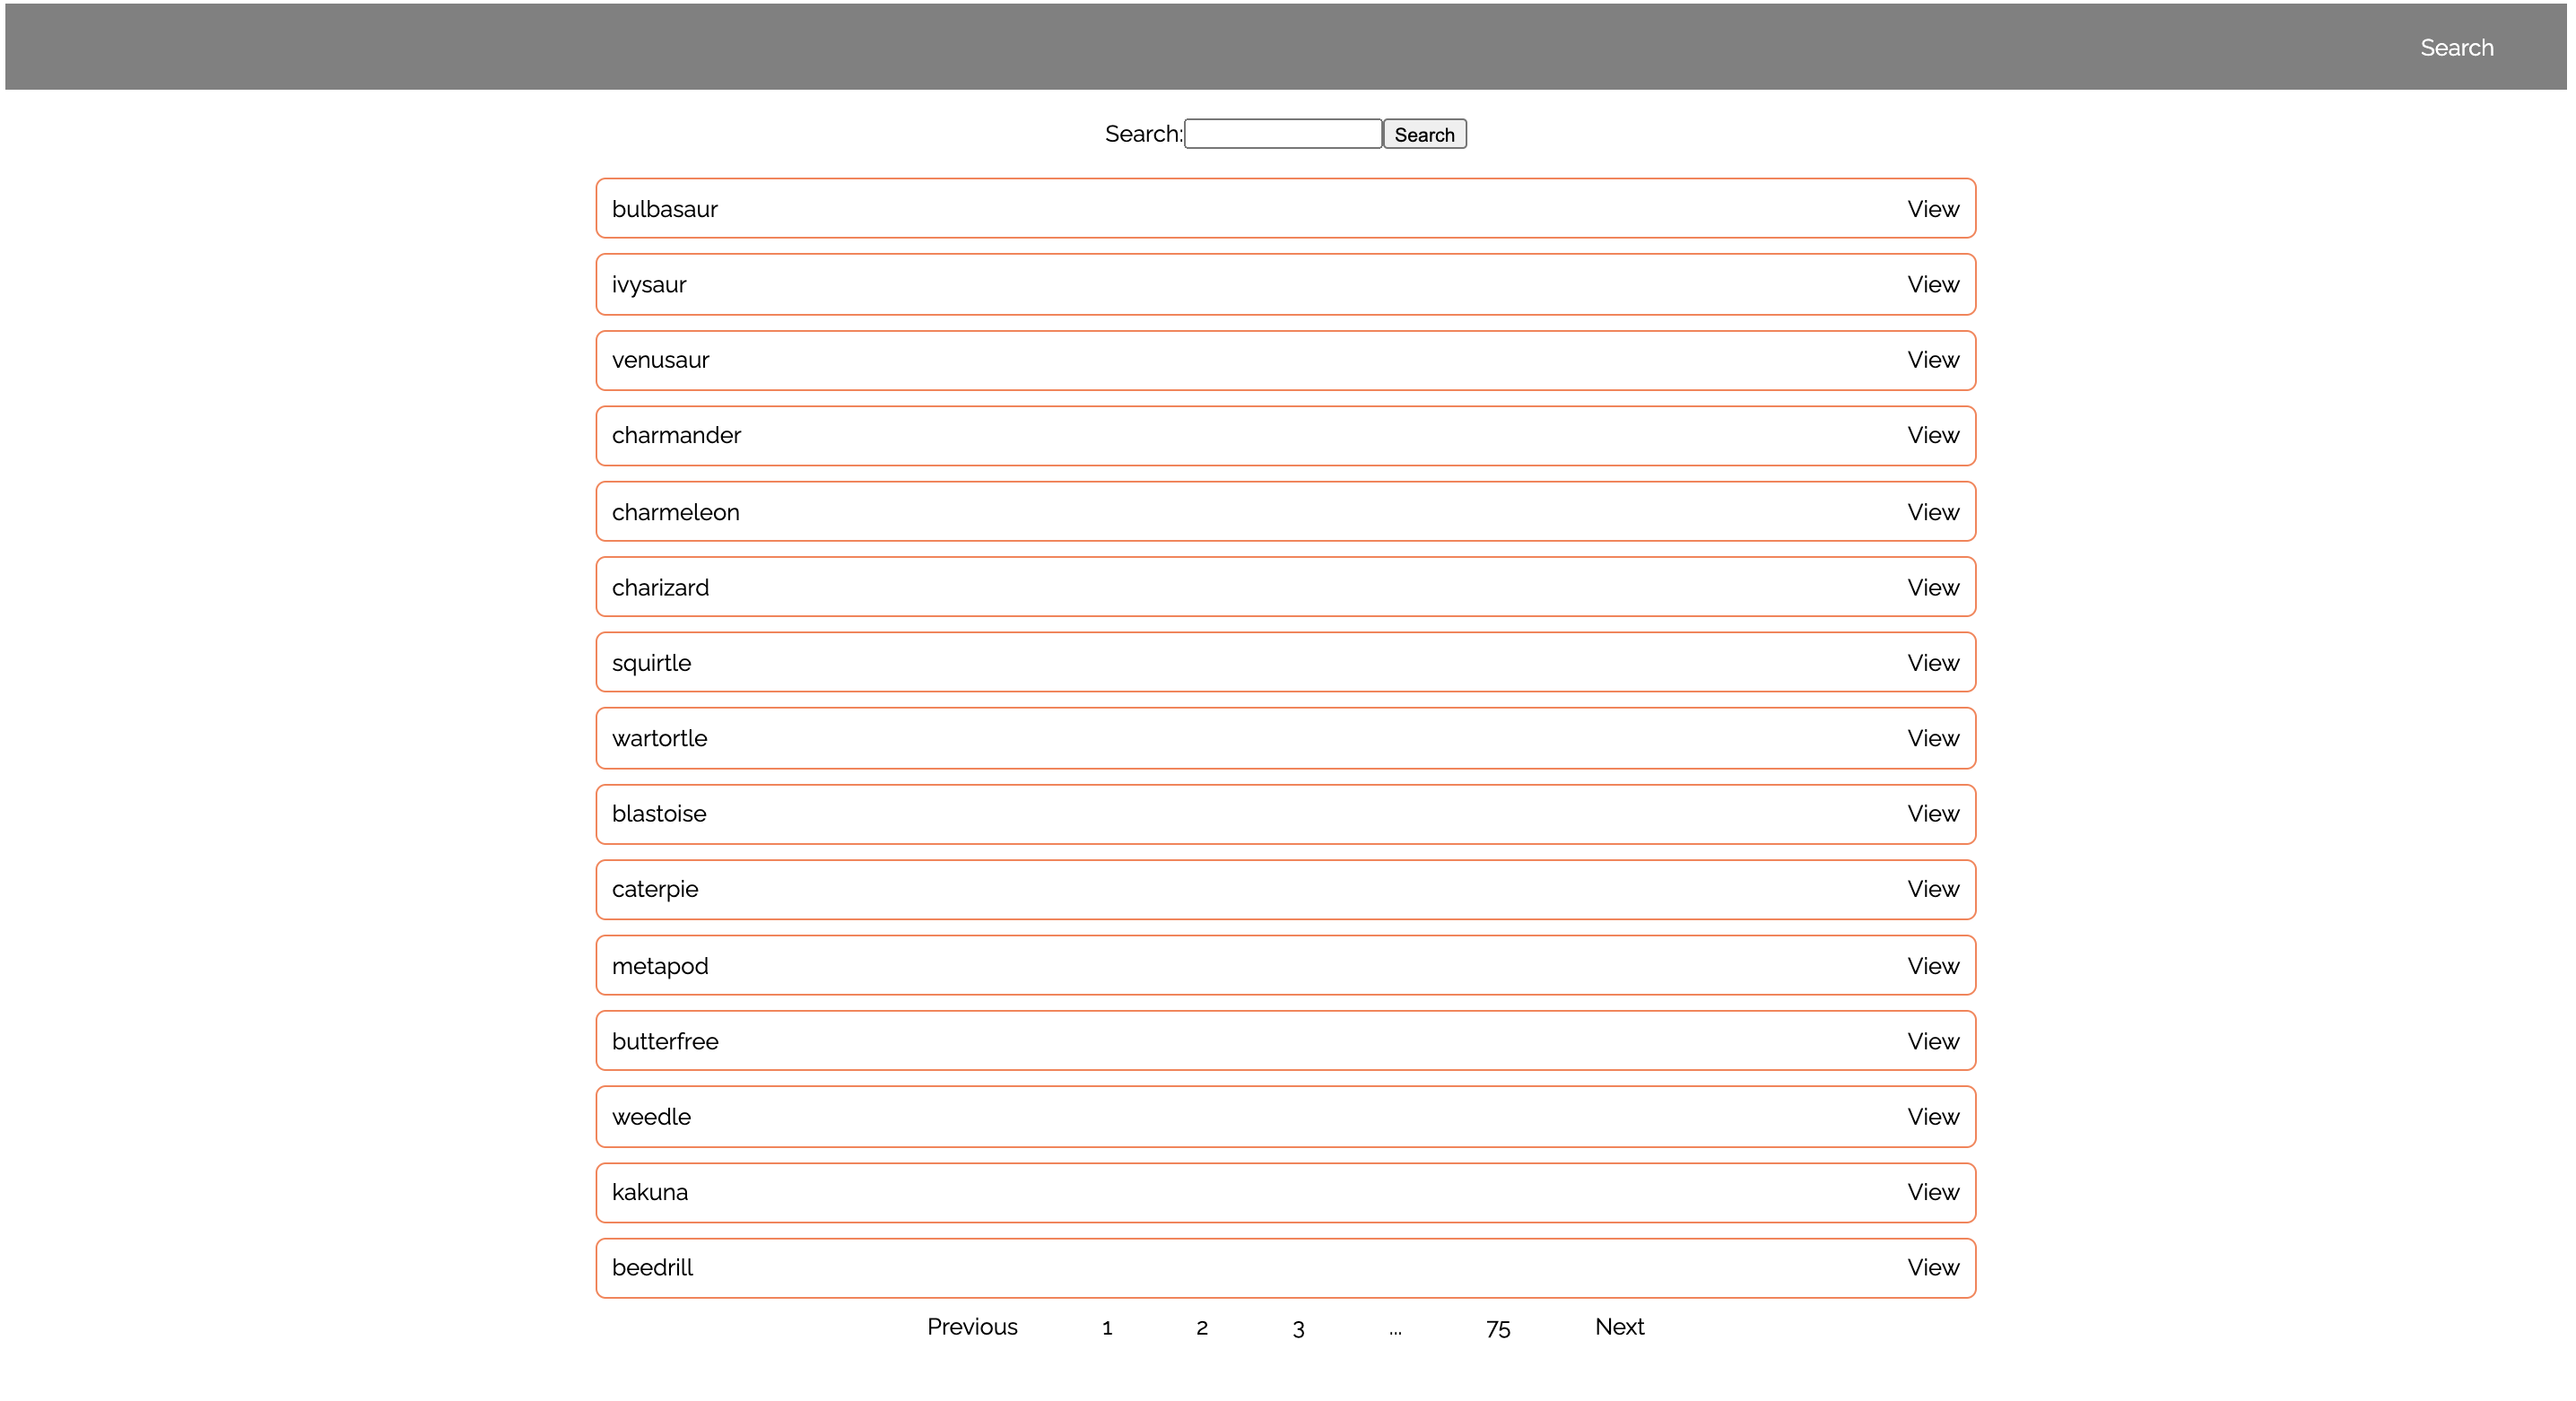 Search
Search: Search
bulbasaur View
ivysaur View
venusaur View
charmander View
charmeleon View
charizard View
squirtle View
wartortle View
blastoise View
caterpie View
metapod View
butterfree View
weedle View
kakuna View
beedrill View
Previous 1 2 3 ... 75 Next